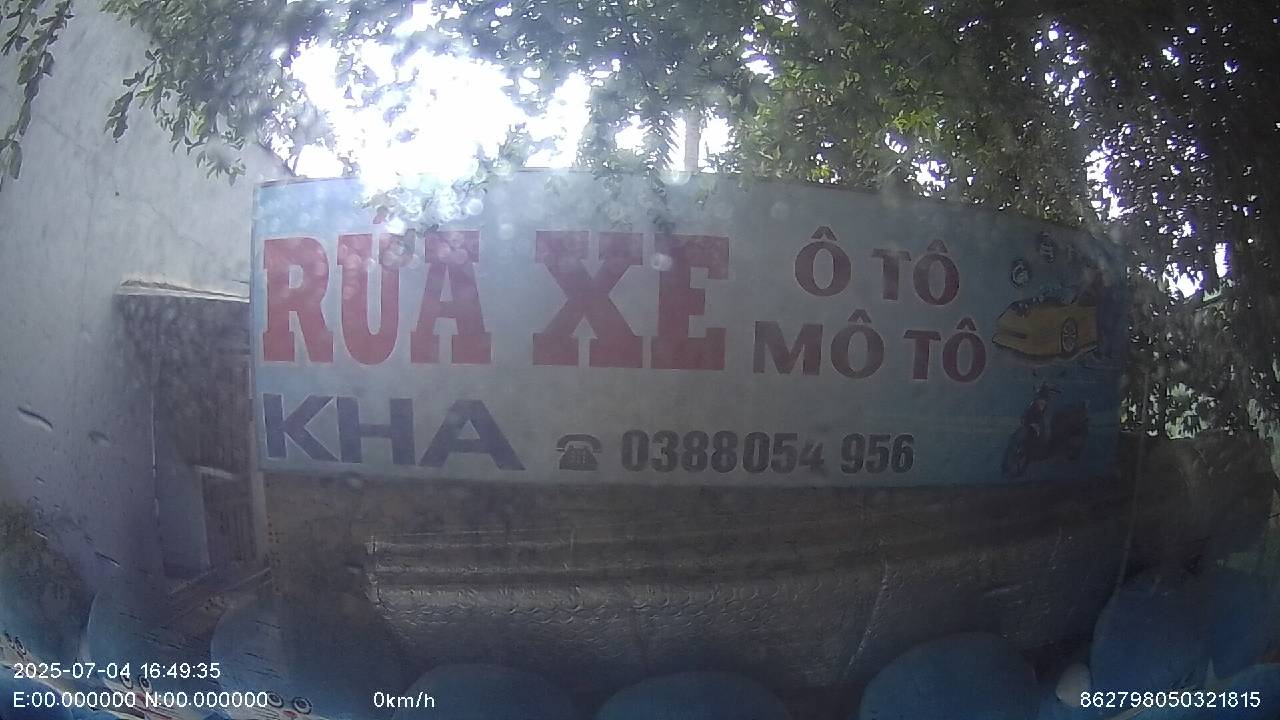 RỬA XE
Ô TÔ
MÔ TÔ
KHA
0388054 956
2025-07-04 16:49:35
E:00.000000 N:00.000000 0km/h 862798050321815